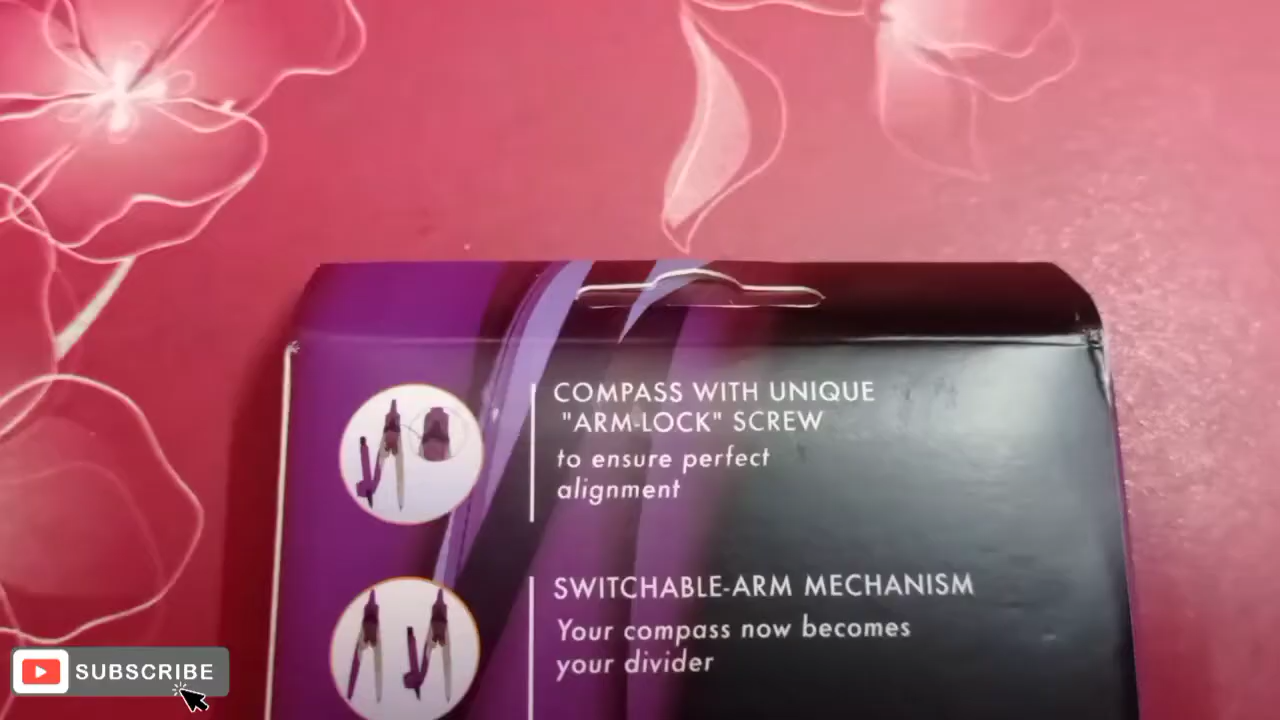 COMPASS WITH UNIQUE
"ARM-LOCK" SCREW
to ensure perfect
alignment
SWITCHABLE-ARM MECHANISM
Your compass now becomes
your divider
SUBSCRIBE